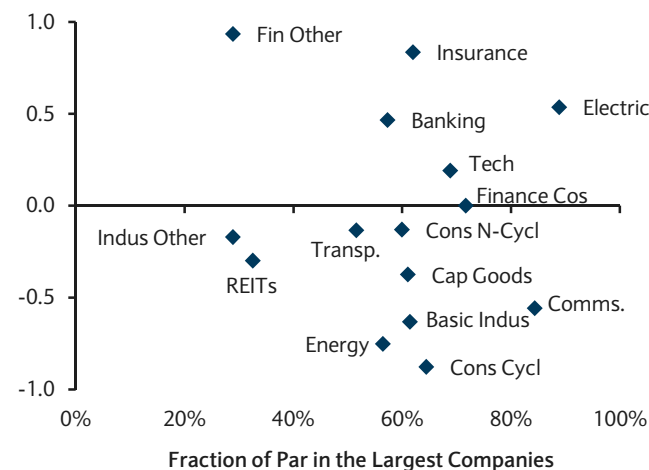 1.0
Fin Other
Insurance
0.5
Electric
Banking
Tech
Finance Cos
0.0
Indus Other
Cons N-Cycl
Transp.
REITs
Cap Goods
-0.5
Comms.
Basic Indus
Energy
Cons Cycl
-1.0
0% 20% 40% 60% 80% 100%
Fraction of Par in the Largest Companies